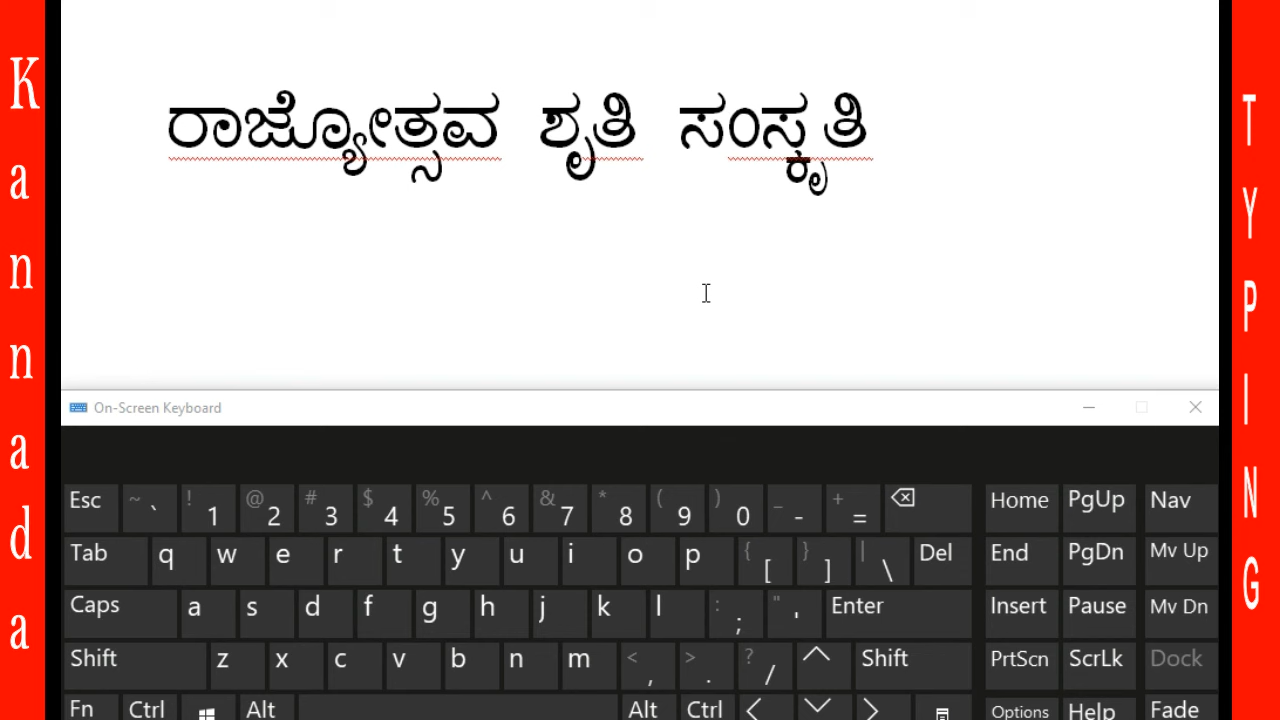 ರಾಜ್ಯೋತ್ಸವ ಶೃತಿ ಸಂಸ್ಕೃತಿ
Kannada
TYPING
On-Screen Keyboard
Esc ~ ` ! 1 @ 2 # 3 $ 4 % 5 ^ 6 & 7 * 8 ( 9 ) 0 _ - + = Home PgUp Nav
Tab q w e r t y u i o p { [ } ] | \ Del End PgDn Mv Up
Caps a s d f g h j k l : ; " ' Enter Insert Pause Mv Dn
Shift z x c v b n m < , > . ? / Shift PrtScn ScrLk Dock
Fn Ctrl Alt Alt Ctrl Options Help Fade